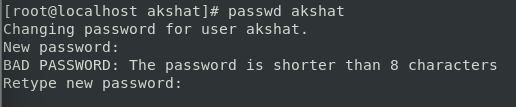 [root@localhost akshat]# passwd akshat
Changing password for user akshat.
New password:
BAD PASSWORD: The password is shorter than 8 characters
Retype new password: